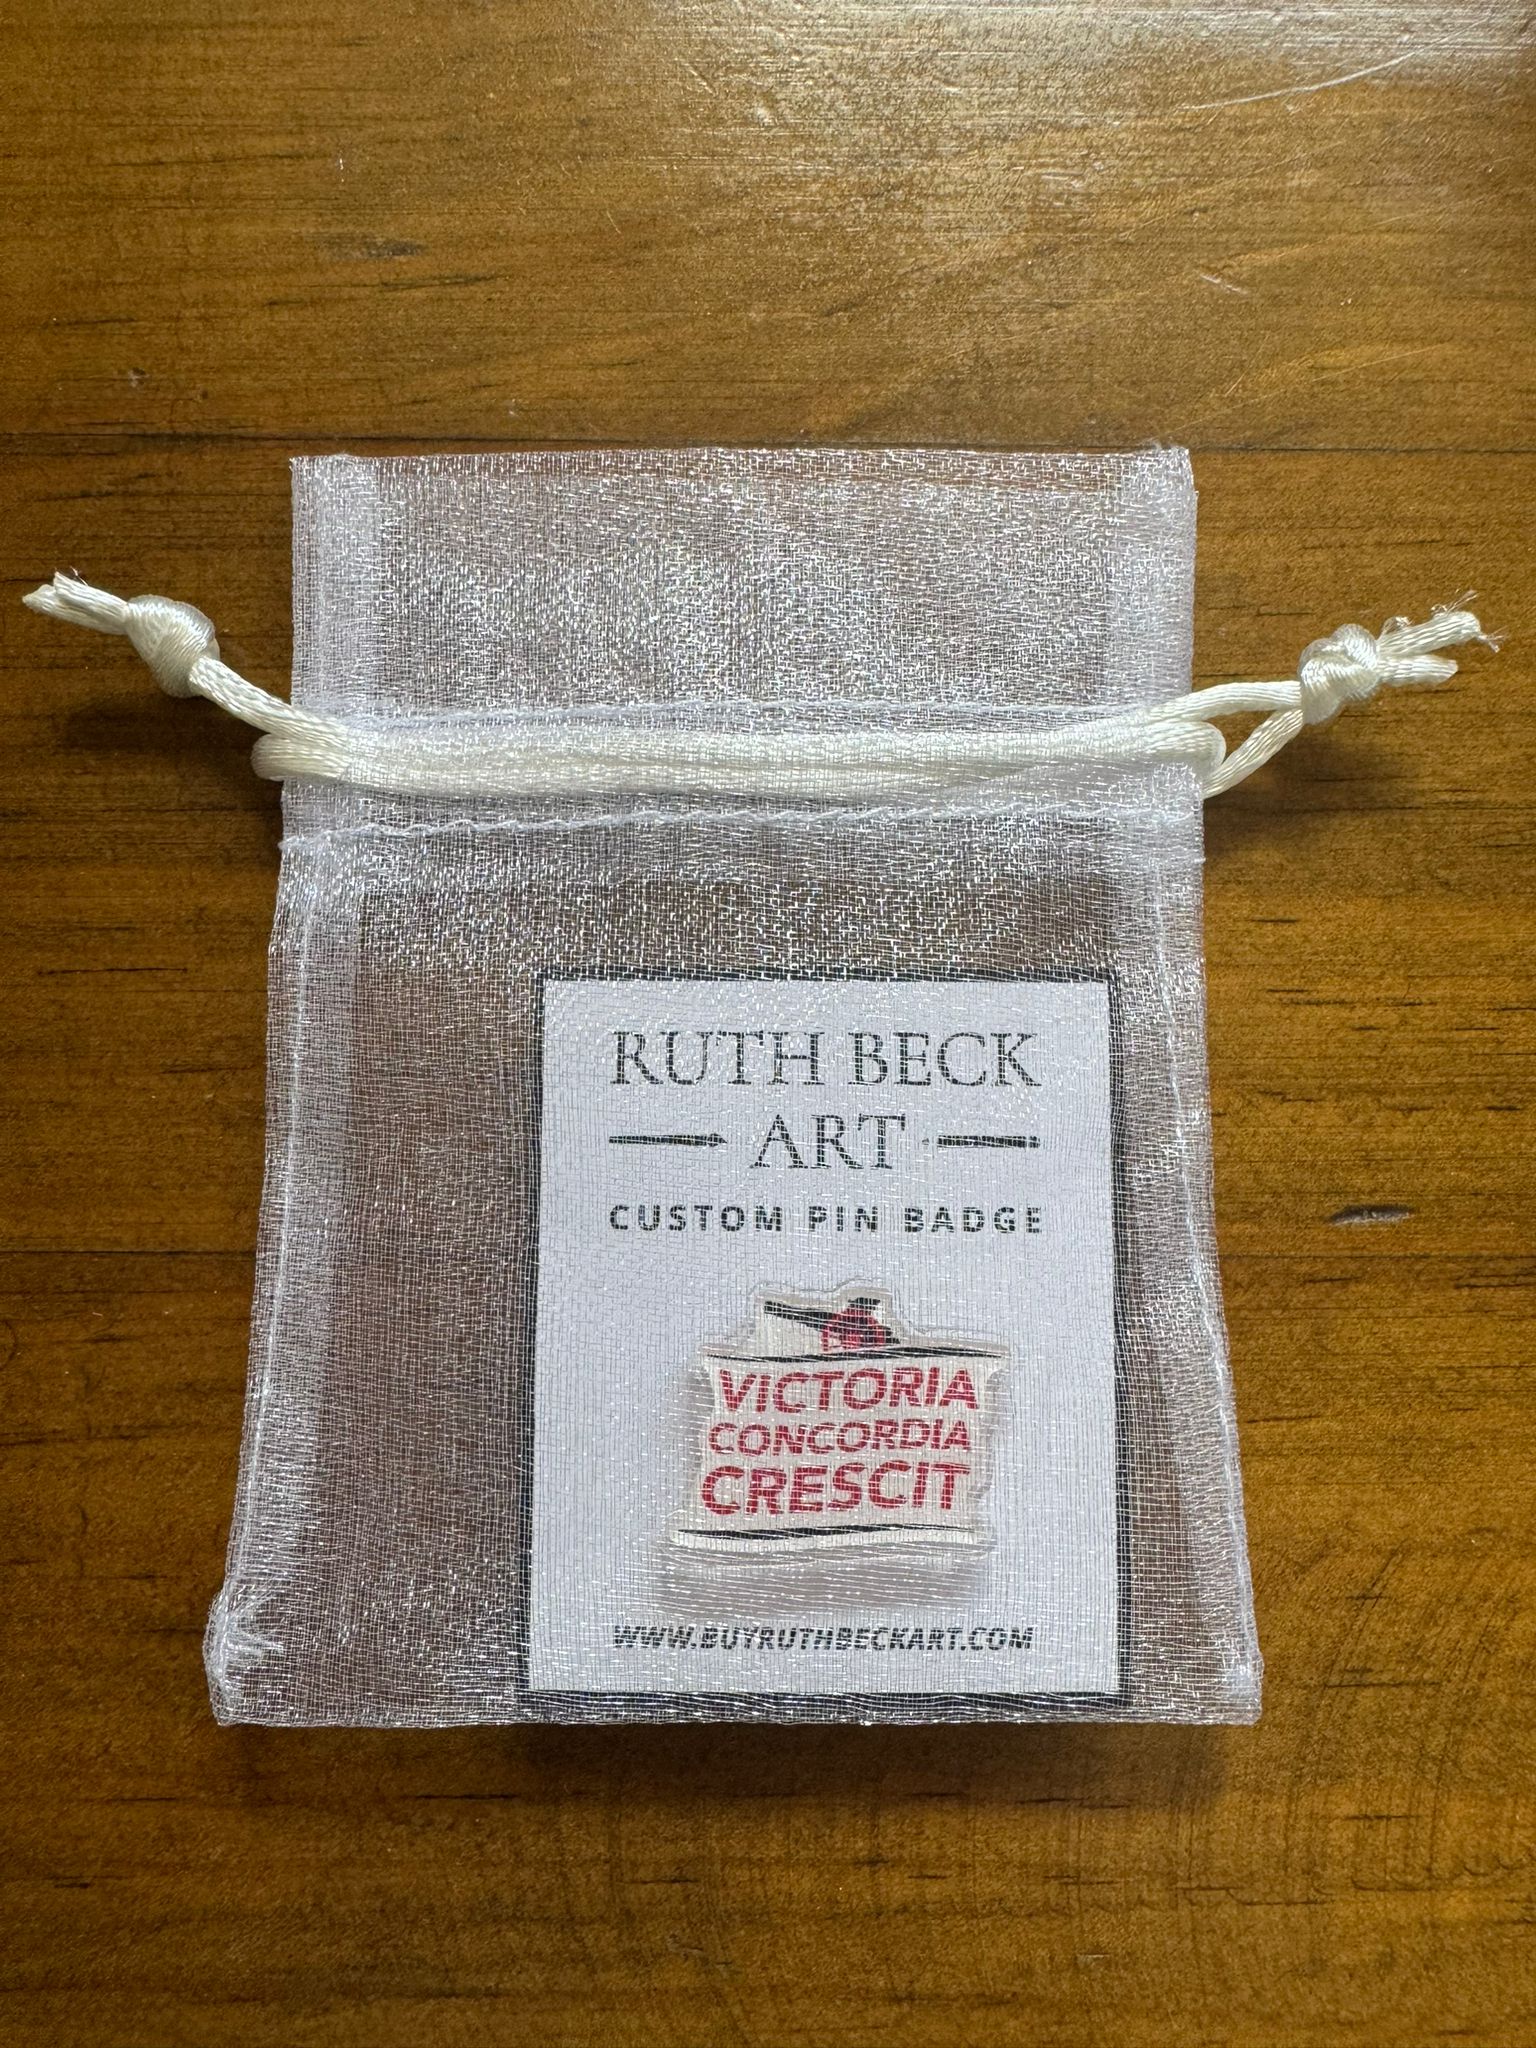 RUTH BECK
ART
CUSTOM PIN BADGE
VICTORIA
CONCORDIA
CRESCIT
WWW.BUYRUTHBECKART.COM